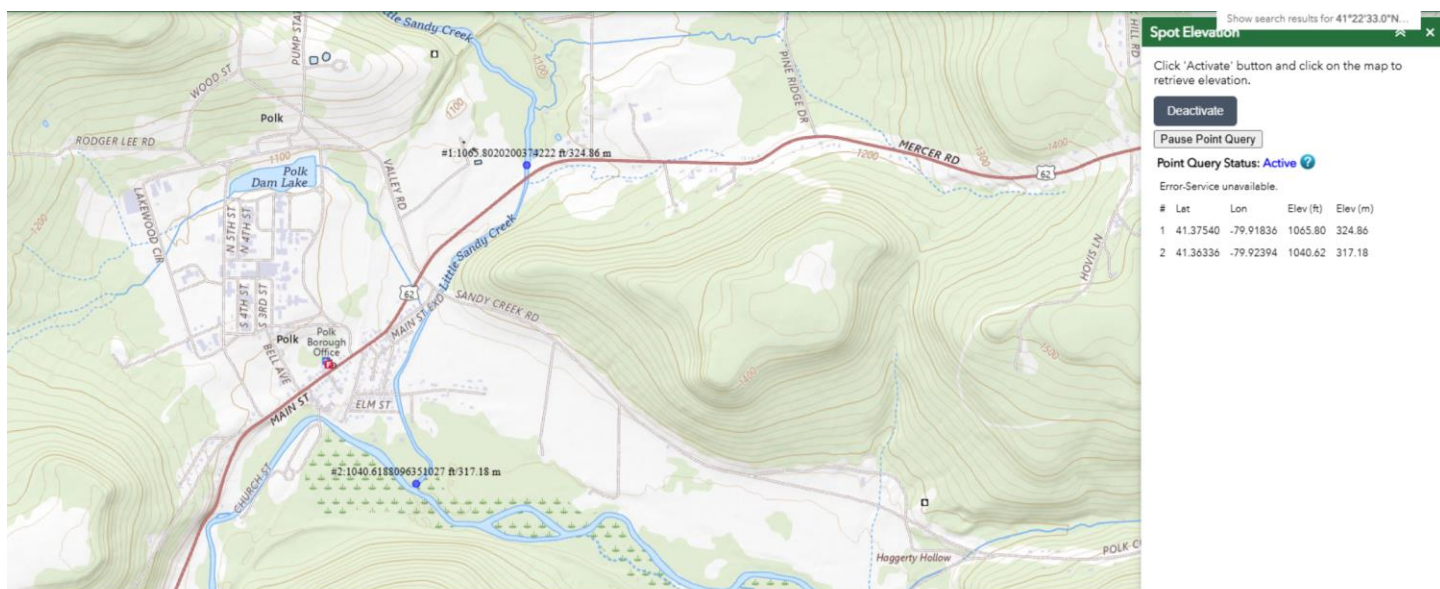 Little Sandy Creek
PUMP STAT
WOOD ST
1100
PINE RIDGE DR
HILL RD
Polk
RODGER LEE RD
1100
1100
Polk
Dam Lake
VALLEY RD
#1:1065.8020200374222 ft/324.86 m
MERCER RD
1400
1300
1200
62
LAKEWOOD CIR
1200
N 5TH ST
N 4TH ST
Little Sandy Creek
HOVIS LN
62
S 4TH ST
S 3RD ST
MAIN ST EXD
SANDY CREEK RD
Polk
Polk
Borough
Office
BELL AVE
1500
1400
MAIN ST
ELM ST
#2:1040.6188096351027 ft/317.18 m
CHURCH ST
Haggerty Hollow
POLK C
Show search results for 41°22'33.0"N...
Spot Elevation
Click 'Activate' button and click on the map to
retrieve elevation.
Deactivate
Pause Point Query
Point Query Status: Active ?
Error-Service unavailable.
# Lat Lon Elev (ft) Elev (m)
1 41.37540 -79.91836 1065.80 324.86
2 41.36336 -79.92394 1040.62 317.18